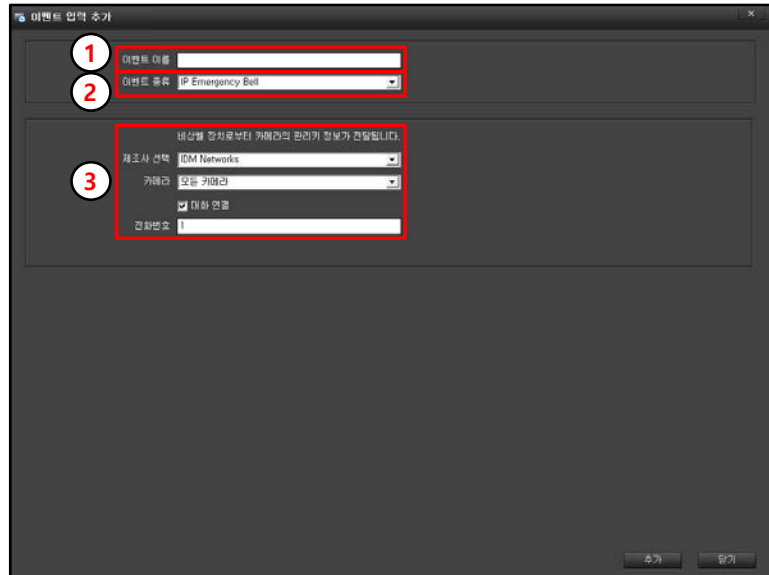 이벤트 입력 추가
1
이벤트 이름
2
이벤트 종류 IP Emergency Bell
비상벨 장치로부터 카메라의 관리키 정보가 전달됩니다.
제조사 선택 IDM Networks
3
카메라 모든 카메라
대화 연결
전화번호 1
추가 닫기